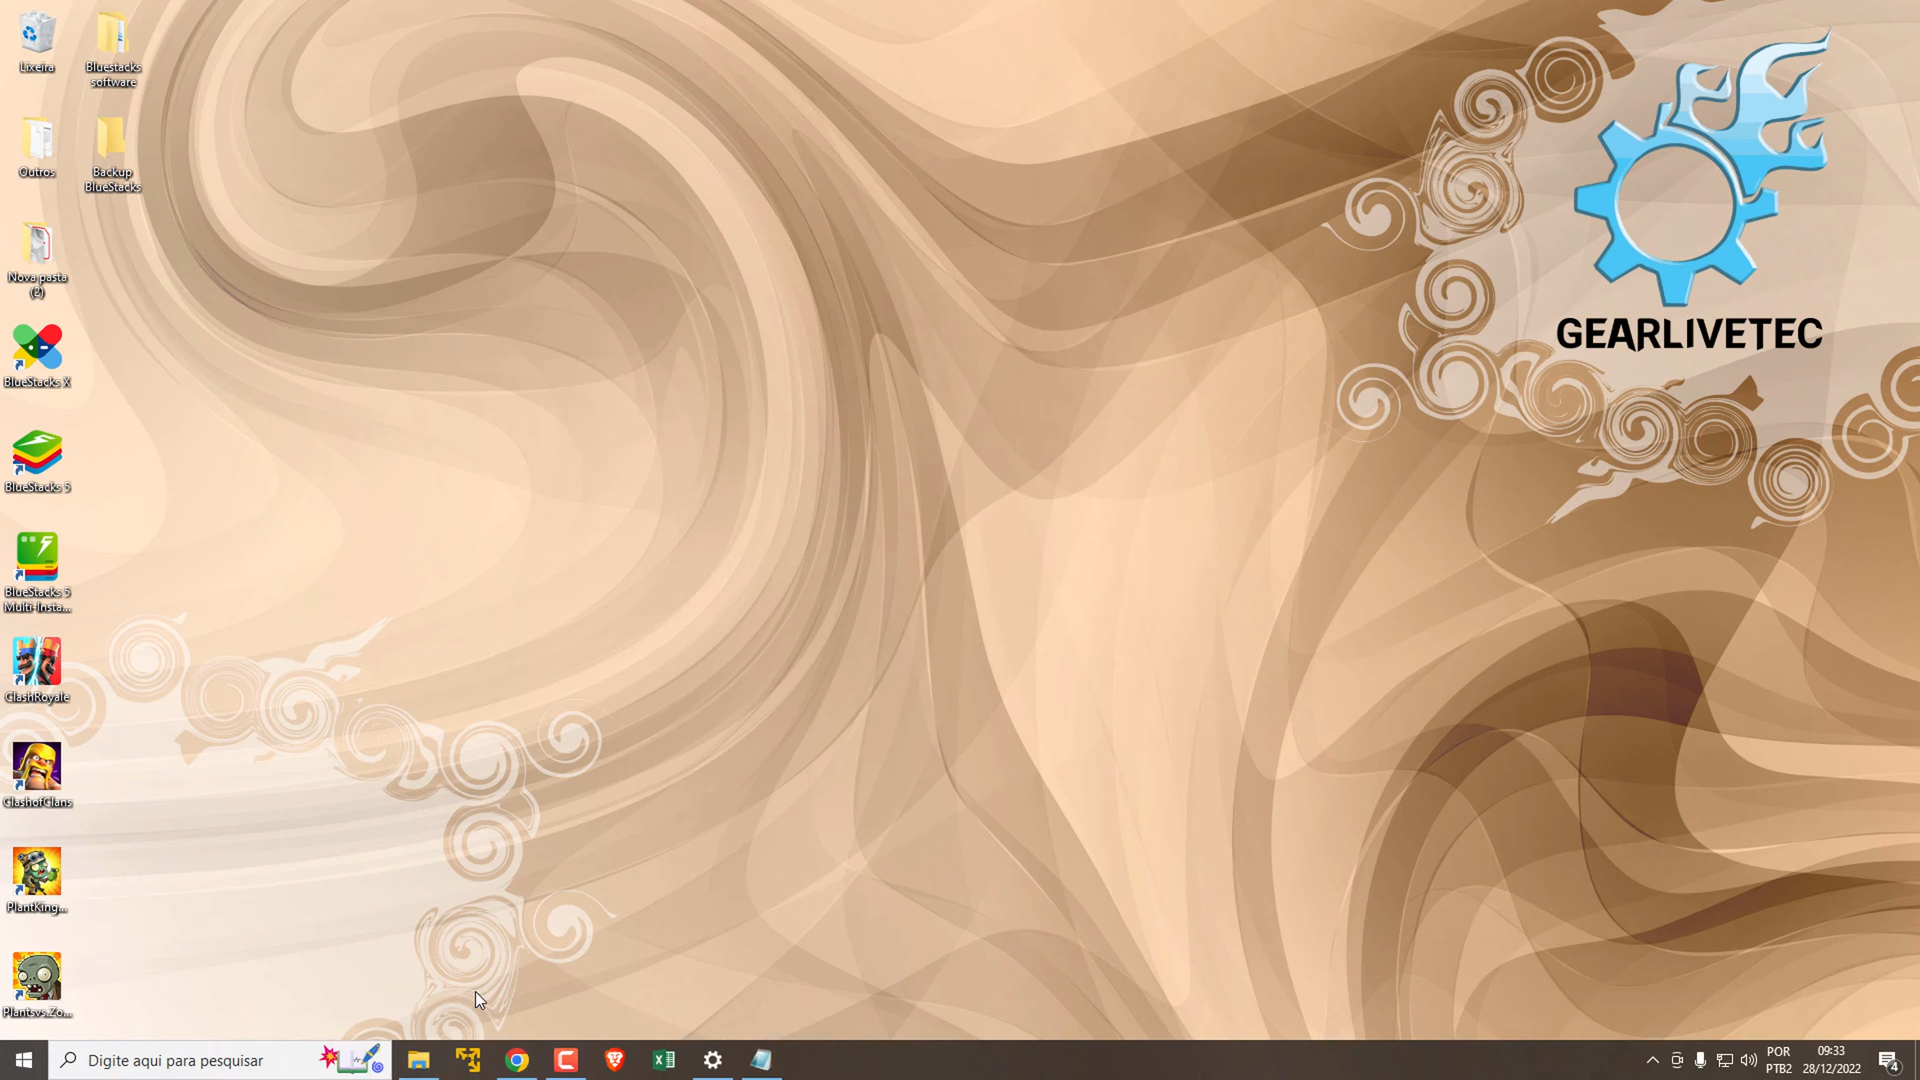 Lixeira
Bluestacks
software
Outros
Backup
BlueStacks
Nova pasta
(2)
BlueStacks X
BlueStacks 5
BlueStacks 5
Multi-Insta...
ClashRoyale
ClashofClans
PlantKing...
Plantsvs.Zo...
GEARLIVETEC
Digite aqui para pesquisar
POR
PTB2
09:33
28/12/2022
4